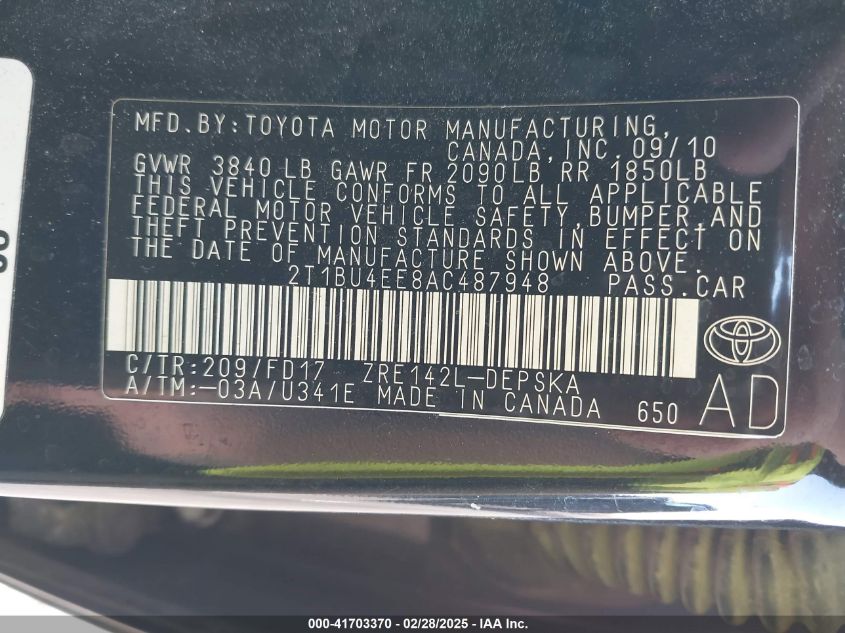 MFD.BY:TOYOTA MOTOR MANUFACTURING,
CANADA,INC. 09/10
GVWR 3840 LB GAWR FR 2090LB RR 1850LB
THIS VEHICLE CONFORMS TO ALL APPLICABLE
FEDERAL MOTOR VEHICLE SAFETY,BUMPER,AND
THEFT PREVENTION STANDARDS IN EFFECT ON
THE DATE OF MANUFACTURE SHOWN ABOVE.
2T1BU4EE8AC487948 PASS.CAR
C/TR:209/FD17 ZRE142L-DEPSKA
A/TM:-03A/U341E MADE IN CANADA 650 AD
000-41703370 - 02/28/2025 - IAA Inc.